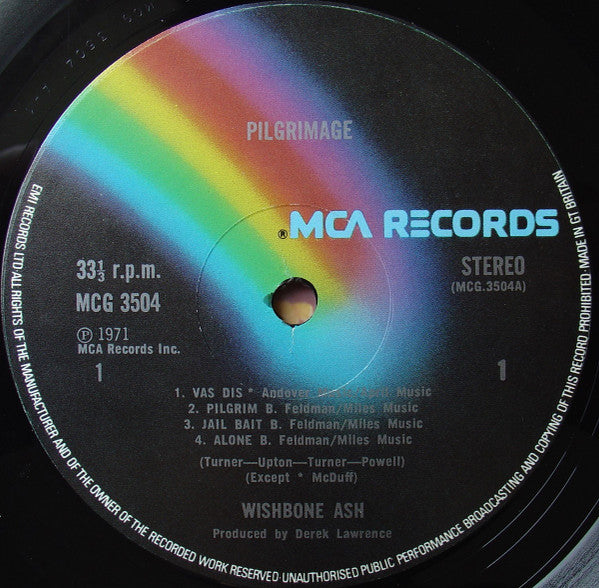 PILGRIMAGE
® MCA RECORDS
33⅓ r.p.m.
STEREO
MCG 3504
(MCG.3504A)
Ⓟ 1971
MCA Records Inc.
1
1
1. VAS DIS * Andover Music Music
2. PILGRIM B. Feldman/Miles Music
3. JAIL BAIT B. Feldman/Miles Music
4. ALONE B. Feldman/Miles Music
(Turner—Upton—Turner—Powell)
(Except * McDuff)
WISHBONE ASH
Produced by Derek Lawrence
EMI RECORDS LTD·ALL RIGHTS OF THE MANUFACTURER AND OF THE OWNER OF THE RECORDED WORK RESERVED·UNAUTHORISED PUBLIC PERFORMANCE BROADCASTING AND COPYING OF THIS RECORD PROHIBITED·MADE IN GT BRITAIN